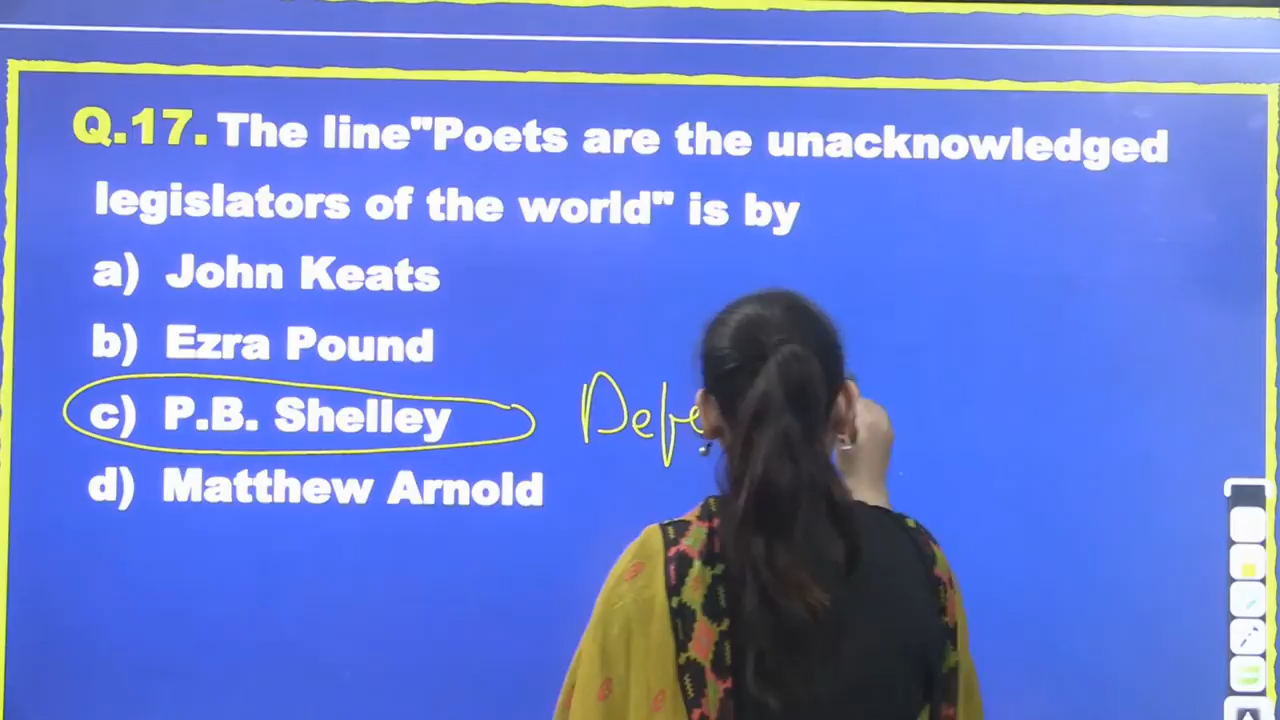 Q.17. The line"Poets are the unacknowledged
legislators of the world" is by
a) John Keats
b) Ezra Pound
c) P.B. Shelley
d) Matthew Arnold
Defe